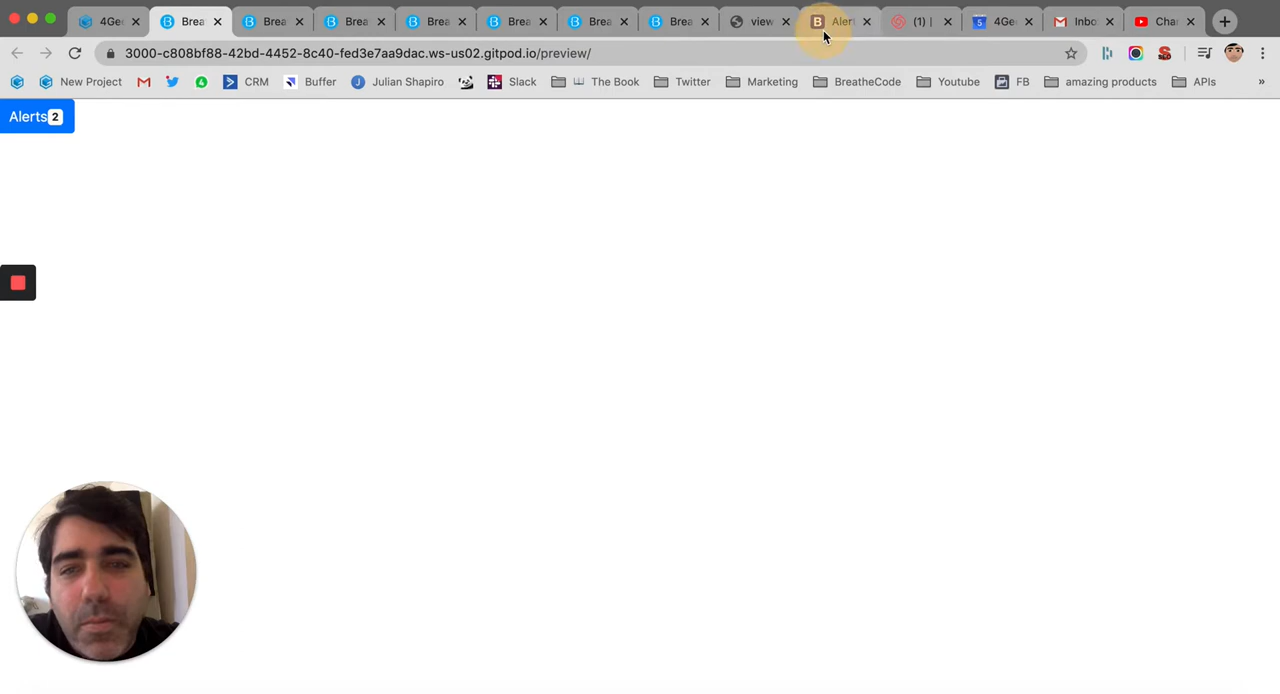 4Gee Brea Brea Brea Brea Brea Brea Brea view Aler (1) | 4Gee Inbo Cha
3000-c808bf88-42bd-4452-8c40-fed3e7aa9dac.ws-us02.gitpod.io/preview/
New Project CRM Buffer Julian Shapiro Slack The Book Twitter Marketing BreatheCode Youtube FB amazing products APIs »
Alerts 2